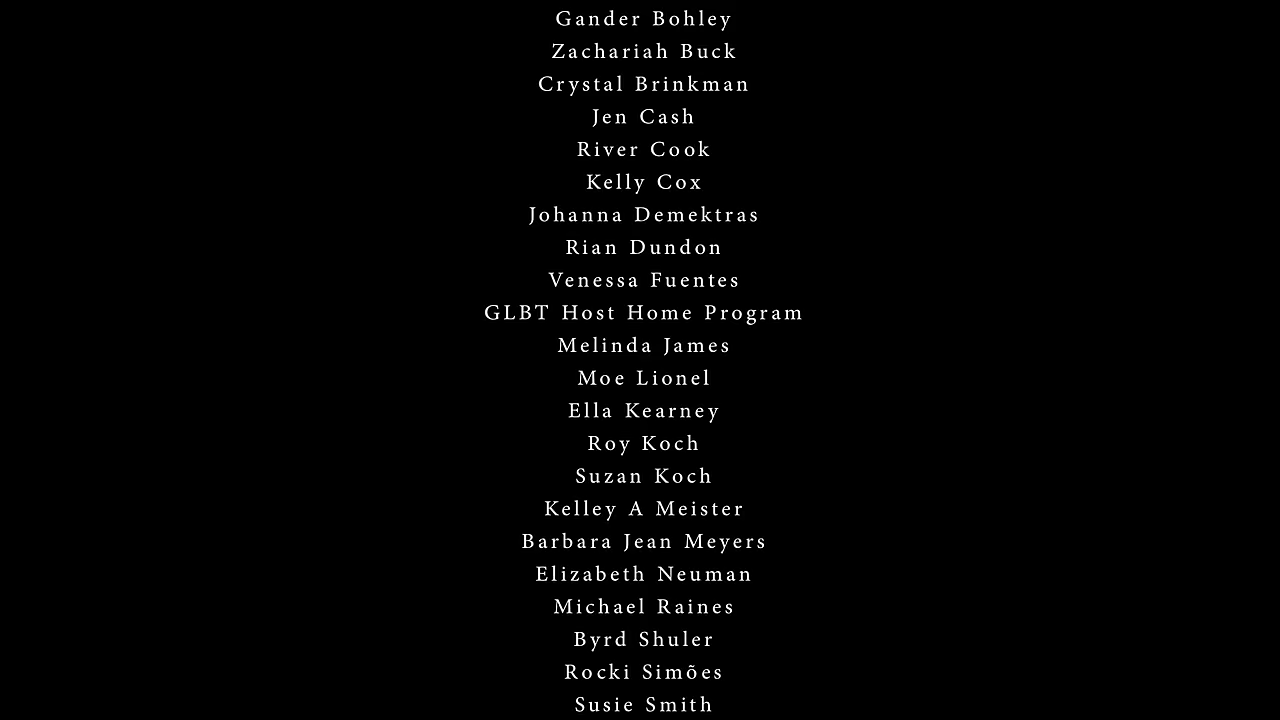 Gander Bohley
Zachariah Buck
Crystal Brinkman
Jen Cash
River Cook
Kelly Cox
Johanna Demektras
Rian Dundon
Venessa Fuentes
GLBT Host Home Program
Melinda James
Moe Lionel
Ella Kearney
Roy Koch
Suzan Koch
Kelley A Meister
Barbara Jean Meyers
Elizabeth Neuman
Michael Raines
Byrd Shuler
Rocki Simões
Susie Smith